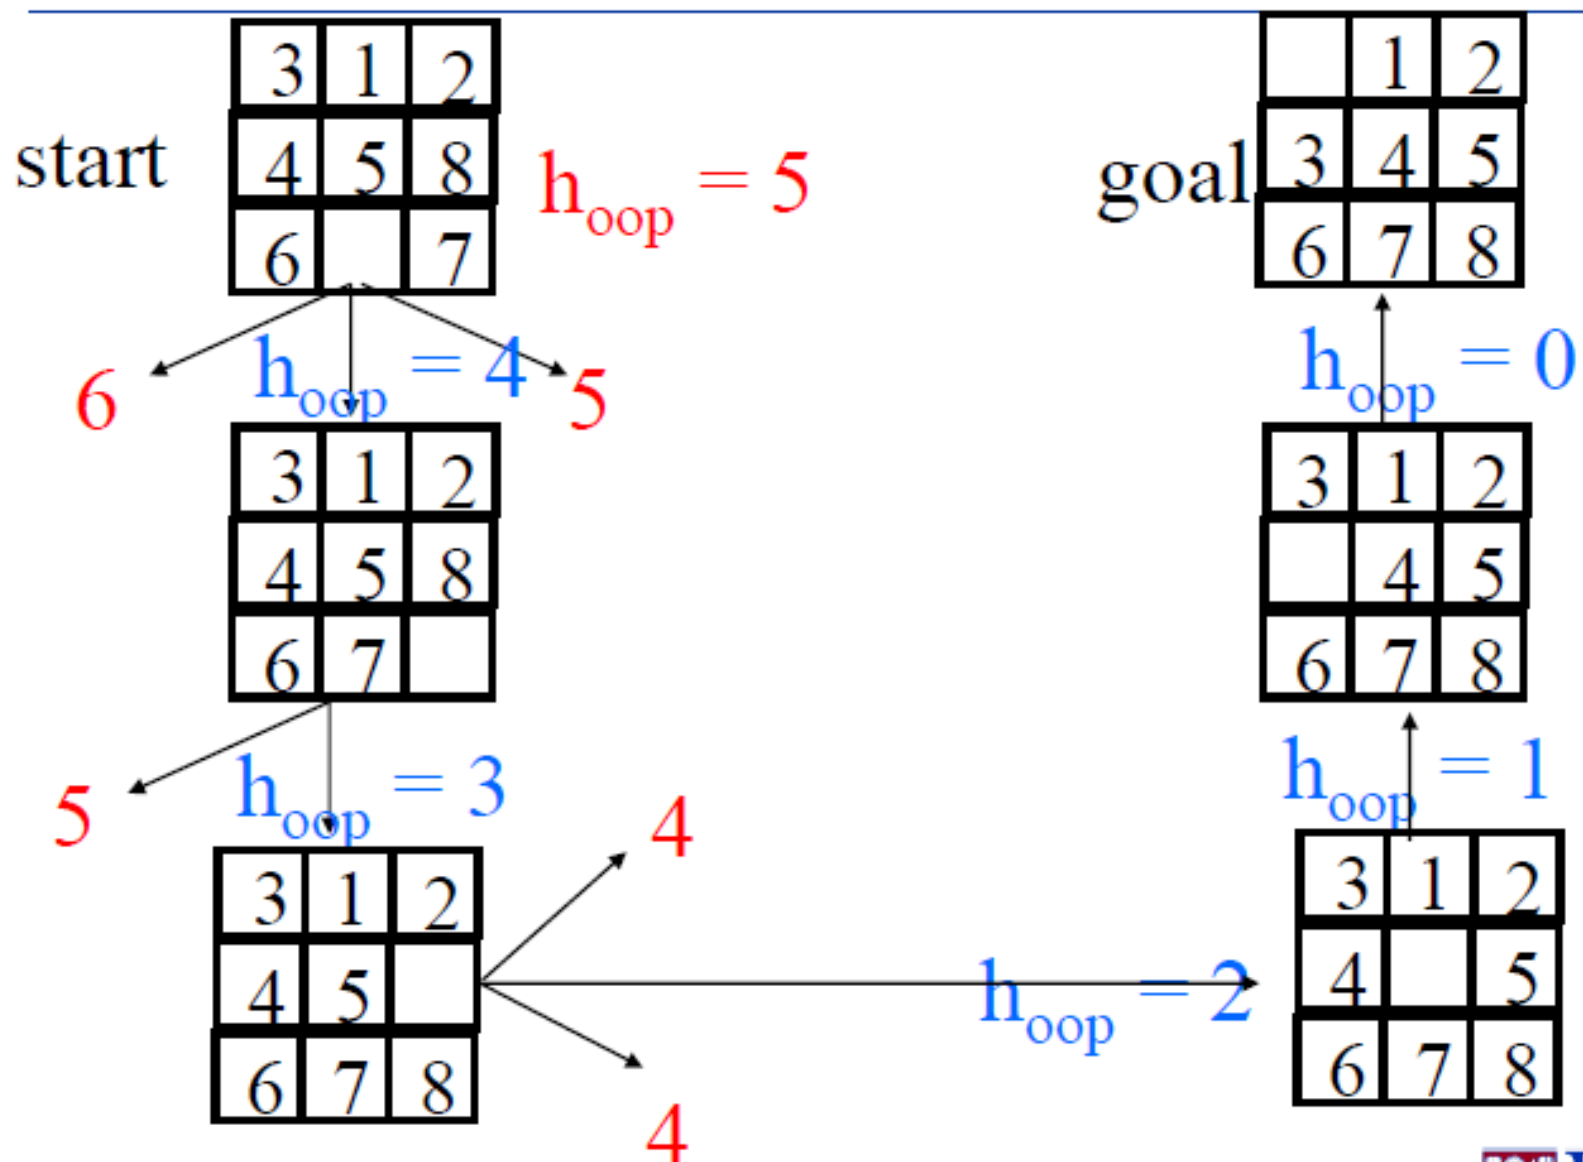 3 1 2
4 5 8
6 7
start
h_oop = 5
6
h_oop = 4
5
3 1 2
4 5 8
6 7
5
h_oop = 3
3 1 2
4 5
6 7 8
4
4
h_oop = 2
3 1 2
4 5
6 7 8
h_oop = 1
3 1 2
4 5
6 7 8
h_oop = 0
goal
1 2
3 4 5
6 7 8